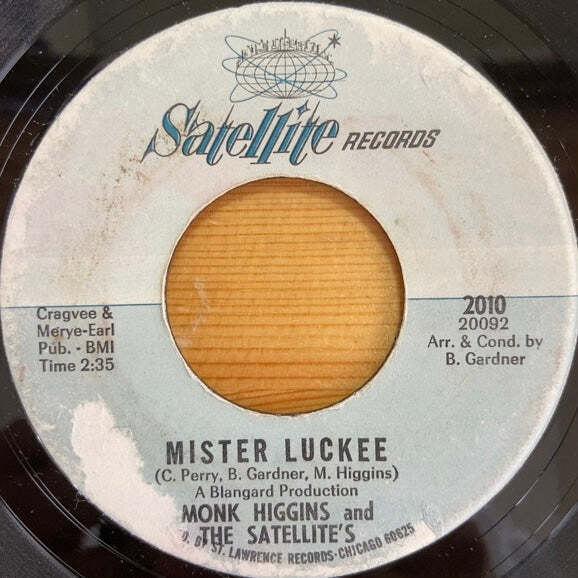 Satellite RECORDS
Cragvee &
Merye-Earl
Pub. - BMI
Time 2:35
2010
20092
Arr. & Cond. by
B. Gardner
MISTER LUCKEE
(C. Perry, B. Gardner, M. Higgins)
A Blangard Production
MONK HIGGINS and
THE SATELLITE'S
ST. LAWRENCE RECORDS-CHICAGO 60625